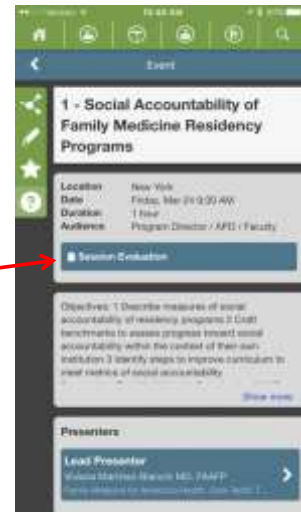 Event
1 - Social Accountability of
Family Medicine Residency
Programs
Location New York
Date Friday, Mar 24 9:30 AM
Duration 1 hour
Audience Program Director / APD / Faculty
Session Evaluation
Objectives: 1 Describe measures of social
accountability of residency programs 2 Craft
benchmarks to assess progress toward social
accountability within the context of their own
institution 3 Identify steps to improve curriculum to
meet metrics of social accountability
Show more
Presenters
Lead Presenter
MD, FAAFP